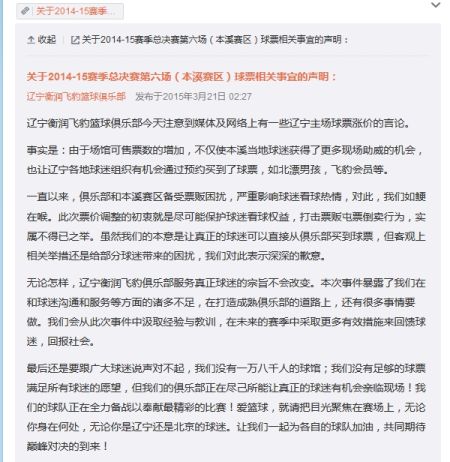 关于2014-15赛季...
收起 关于2014-15赛季总决赛第六场（本溪赛区）球票相关事宜的声明：
关于2014-15赛季总决赛第六场（本溪赛区）球票相关事宜的声明：
辽宁衡润飞豹篮球俱乐部 发布于2015年3月21日 02:27
辽宁衡润飞豹篮球俱乐部今天注意到媒体及网络上有一些辽宁主场球票涨价的言论。
事实是：由于场馆可售票数的增加，不仅使本溪当地球迷获得了更多现场助威的机会，
也让辽宁各地球迷组织有机会通过预约买到了球票，如北漂男孩，飞豹会员等。
一直以来，俱乐部和本溪赛区备受票贩困扰，严重影响球迷看球热情，对此，我们如鲠
在喉。此次票价调整的初衷就是尽可能保护球迷看球权益，打击票贩屯票倒卖行为，实
属不得已之举。虽然我们的本意是让真正的球迷可以直接从俱乐部买到球票，但客观上
相关举措还是给部分球迷带来的困扰，我们对此表示深深的歉意。
无论怎样，辽宁衡润飞豹俱乐部服务真正球迷的宗旨不会改变。本次事件暴露了我们在
和球迷沟通和服务等方面的诸多不足，在打造成熟俱乐部的道路上，还有很多事情要
做。我们会从此次事件中汲取经验与教训，在未来的赛季中采取更多有效措施来回馈球
迷，回报社会。
最后还是要跟广大球迷说声对不起，我们没有一万八千人的球馆；我们没有足够的球票
满足所有球迷的愿望，但我们的俱乐部正在尽己所能让真正的球迷有机会亲临现场！我
们的球队正在全力备战以奉献最精彩的比赛！爱篮球，就请把目光聚焦在赛场上，无论
你身在何处，无论你是辽宁还是北京的球迷。让我们一起为各自的球队加油，共同期待
巅峰对决的到来！